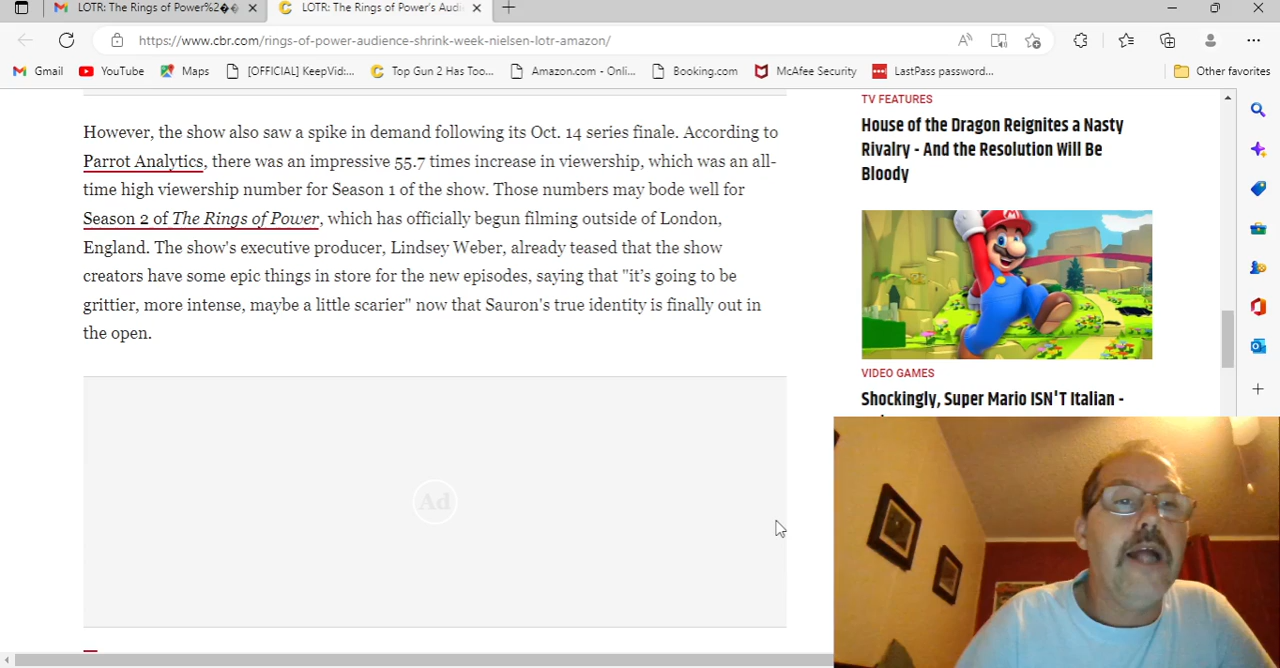 LOTR: The Rings of Power%2��
LOTR: The Rings of Power's Audi
https://www.cbr.com/rings-of-power-audience-shrink-week-nielsen-lotr-amazon/
Gmail
YouTube
Maps
[OFFICIAL] KeepVid:...
Top Gun 2 Has Too...
Amazon.com - Onli...
Booking.com
McAfee Security
LastPass password...
Other favorites
However, the show also saw a spike in demand following its Oct. 14 series finale. According to
Parrot Analytics, there was an impressive 55.7 times increase in viewership, which was an all-
time high viewership number for Season 1 of the show. Those numbers may bode well for
Season 2 of The Rings of Power, which has officially begun filming outside of London,
England. The show's executive producer, Lindsey Weber, already teased that the show
creators have some epic things in store for the new episodes, saying that "it's going to be
grittier, more intense, maybe a little scarier" now that Sauron's true identity is finally out in
the open.
Ad
TV FEATURES
House of the Dragon Reignites a Nasty
Rivalry - And the Resolution Will Be
Bloody
VIDEO GAMES
Shockingly, Super Mario ISN'T Italian -